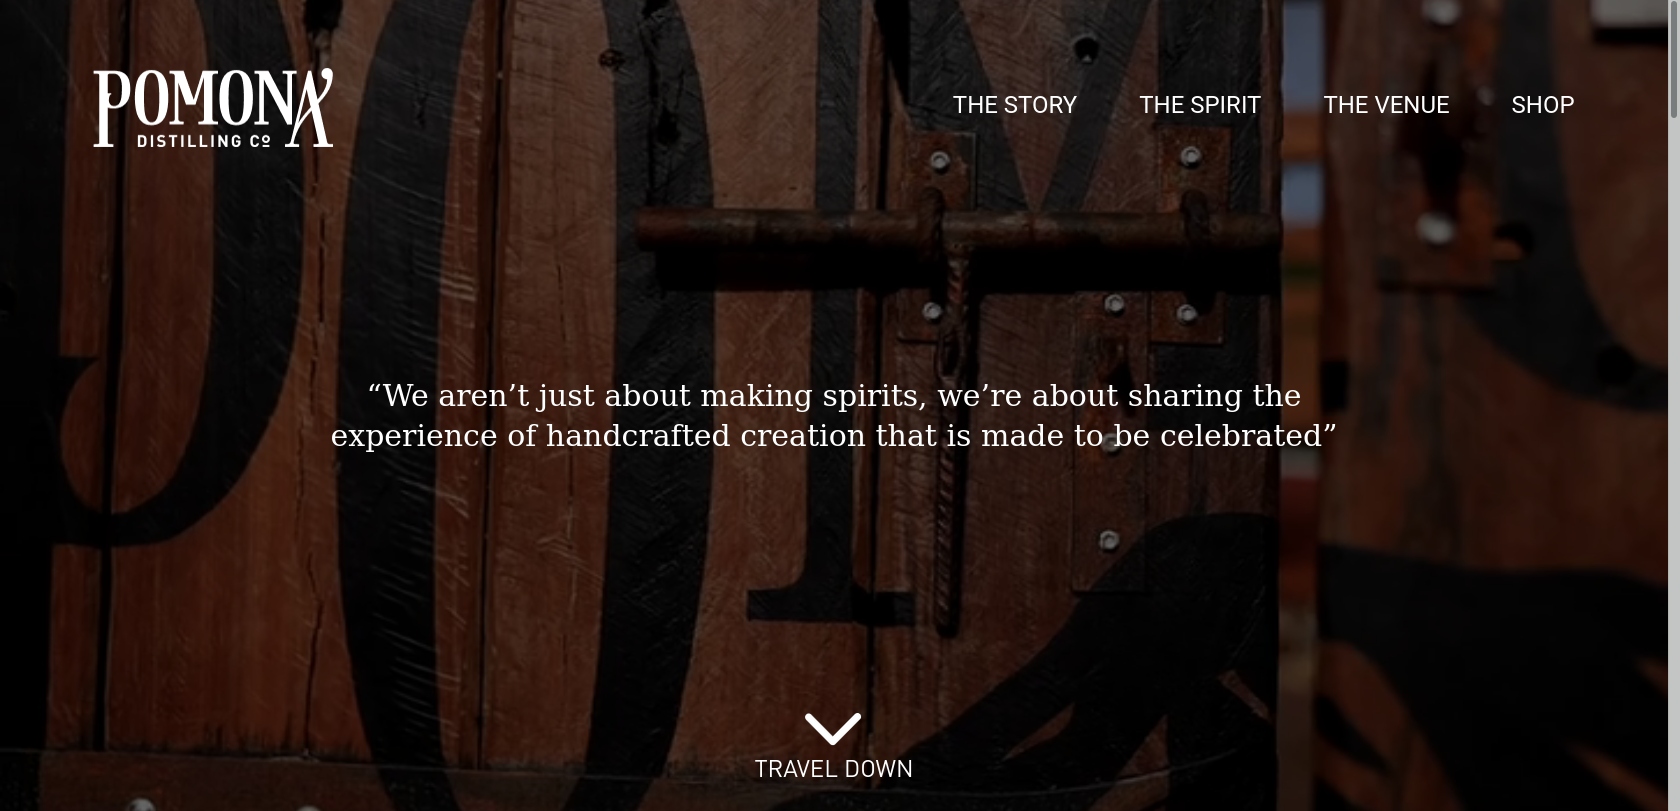 POMONA
DISTILLING Cº
THE STORY
THE SPIRIT
THE VENUE
SHOP
“We aren’t just about making spirits, we’re about sharing the
experience of handcrafted creation that is made to be celebrated”
TRAVEL DOWN